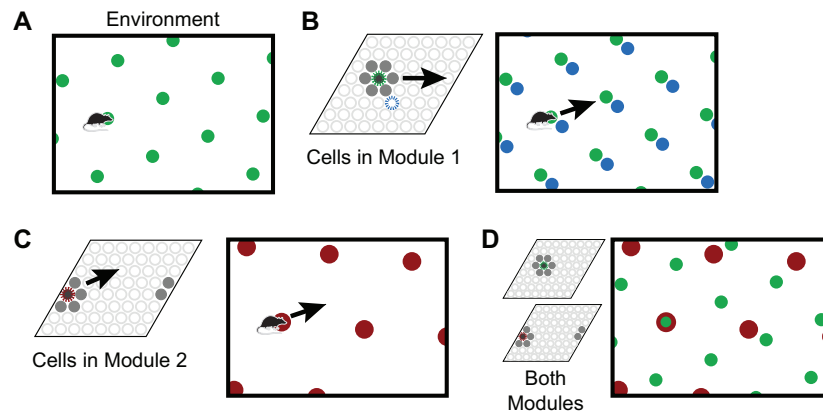 A
Environment
B
Cells in Module 1
C
Cells in Module 2
D
Both
Modules